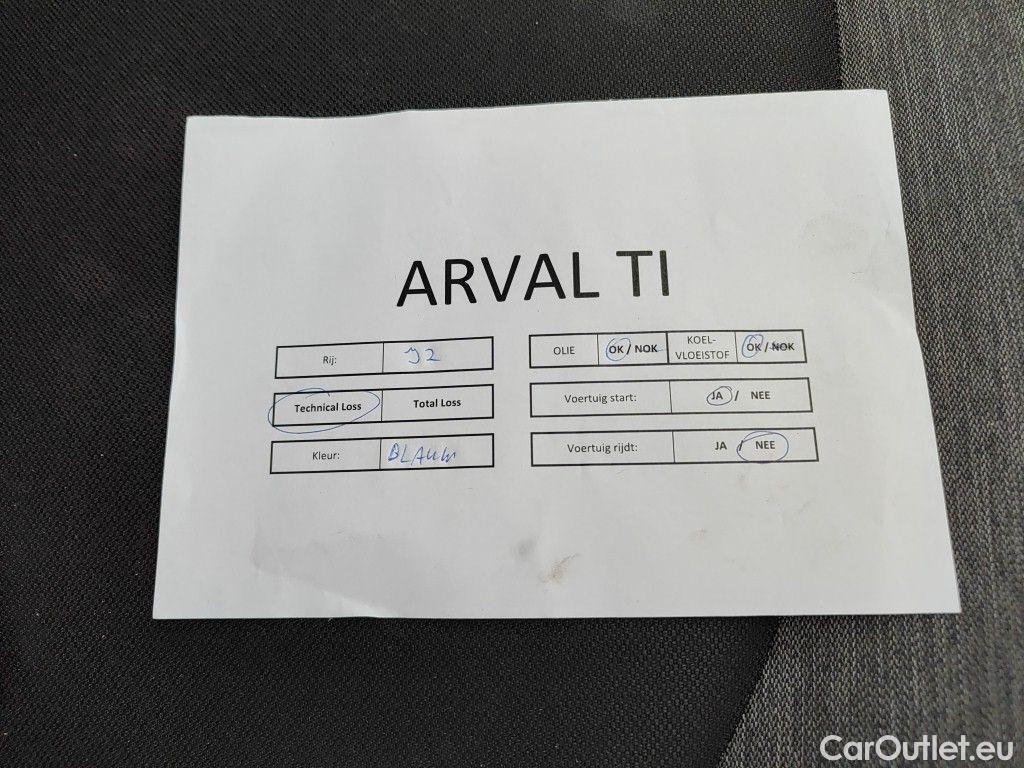 ARVAL TI
Rij: J2
Technical Loss Total Loss
Kleur: BLAUW
OLIE OK / NOK KOEL-
VLOEISTOF OK / NOK
Voertuig start: JA / NEE
Voertuig rijdt: JA / NEE
CarOutlet.eu